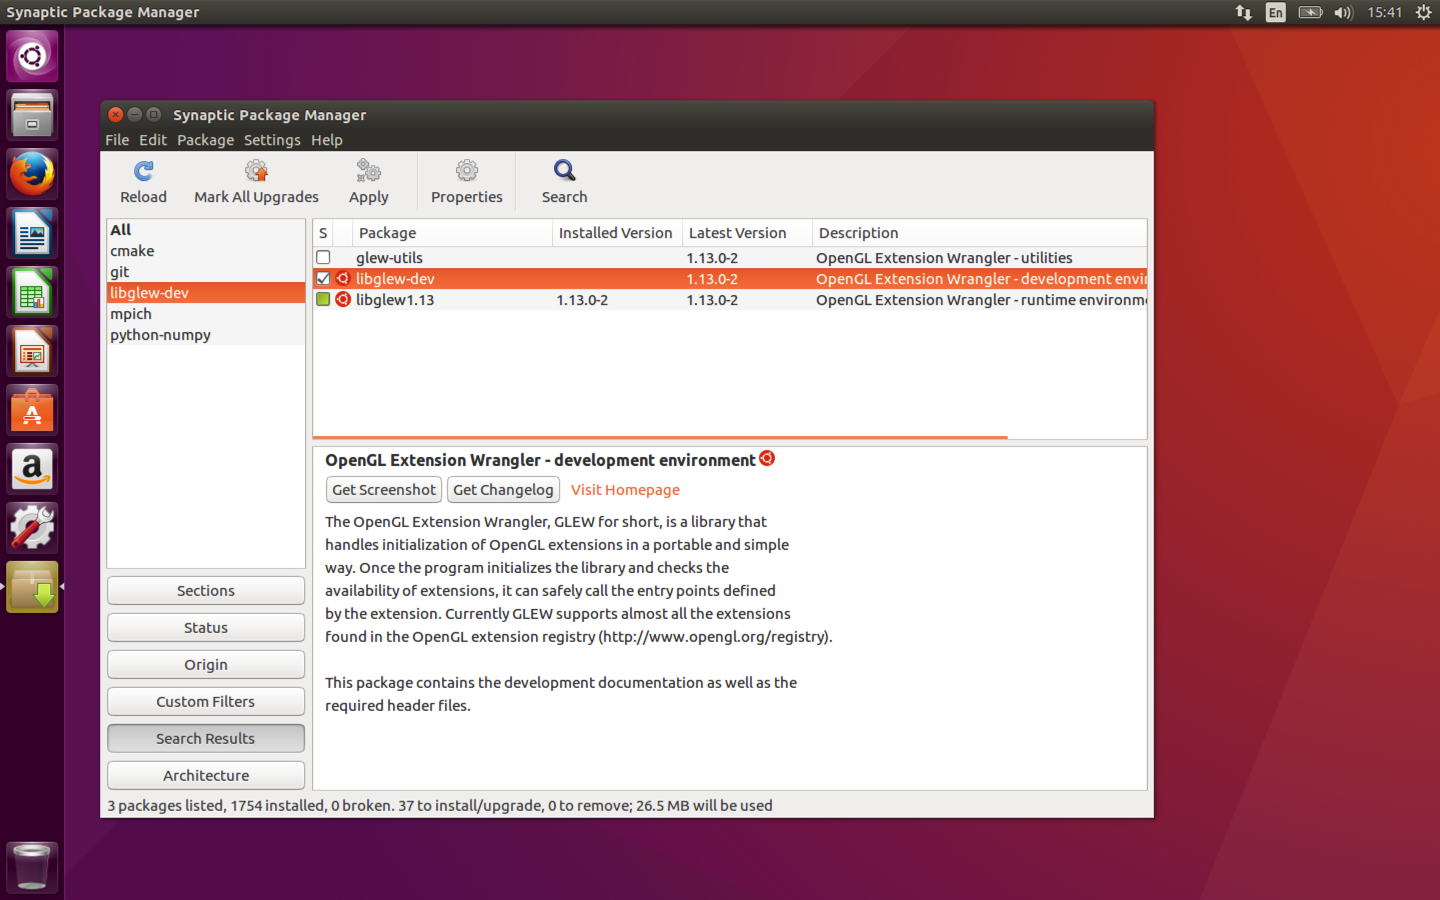 Synaptic Package Manager
En
15:41
Synaptic Package Manager
File Edit Package Settings Help
Reload Mark All Upgrades Apply Properties Search
All
cmake
git
libglew-dev
mpich
python-numpy
S Package Installed Version Latest Version Description
glew-utils 1.13.0-2 OpenGL Extension Wrangler - utilities
libglew-dev 1.13.0-2 OpenGL Extension Wrangler - development envi
libglew1.13 1.13.0-2 1.13.0-2 OpenGL Extension Wrangler - runtime environm
OpenGL Extension Wrangler - development environment
Get Screenshot Get Changelog Visit Homepage
The OpenGL Extension Wrangler, GLEW for short, is a library that
handles initialization of OpenGL extensions in a portable and simple
way. Once the program initializes the library and checks the
availability of extensions, it can safely call the entry points defined
by the extension. Currently GLEW supports almost all the extensions
found in the OpenGL extension registry (http://www.opengl.org/registry).
This package contains the development documentation as well as the
required header files.
Sections
Status
Origin
Custom Filters
Search Results
Architecture
3 packages listed, 1754 installed, 0 broken. 37 to install/upgrade, 0 to remove; 26.5 MB will be used